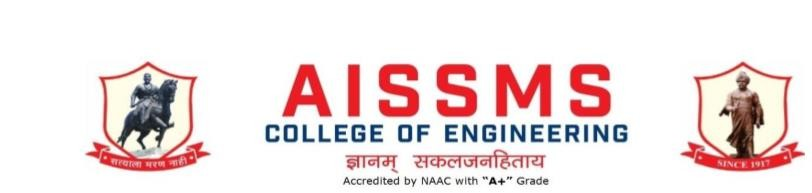 AISSMS
COLLEGE OF ENGINEERING
ज्ञानम् सकलजनहिताय
Accredited by NAAC with "A+" Grade
सत्याला मरण नाही
SINCE 1917